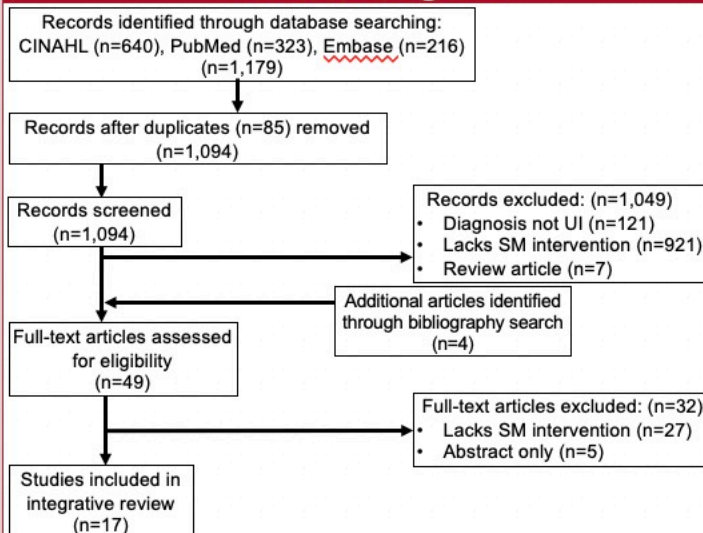 Records identified through database searching:
CINAHL (n=640), PubMed (n=323), Embase (n=216)
(n=1,179)
Records after duplicates (n=85) removed
(n=1,094)
Records screened
(n=1,094)
Records excluded: (n=1,049)
• Diagnosis not UI (n=121)
• Lacks SM intervention (n=921)
• Review article (n=7)
Additional articles identified
through bibliography search
(n=4)
Full-text articles assessed
for eligibility
(n=49)
Full-text articles excluded: (n=32)
• Lacks SM intervention (n=27)
• Abstract only (n=5)
Studies included in
integrative review
(n=17)